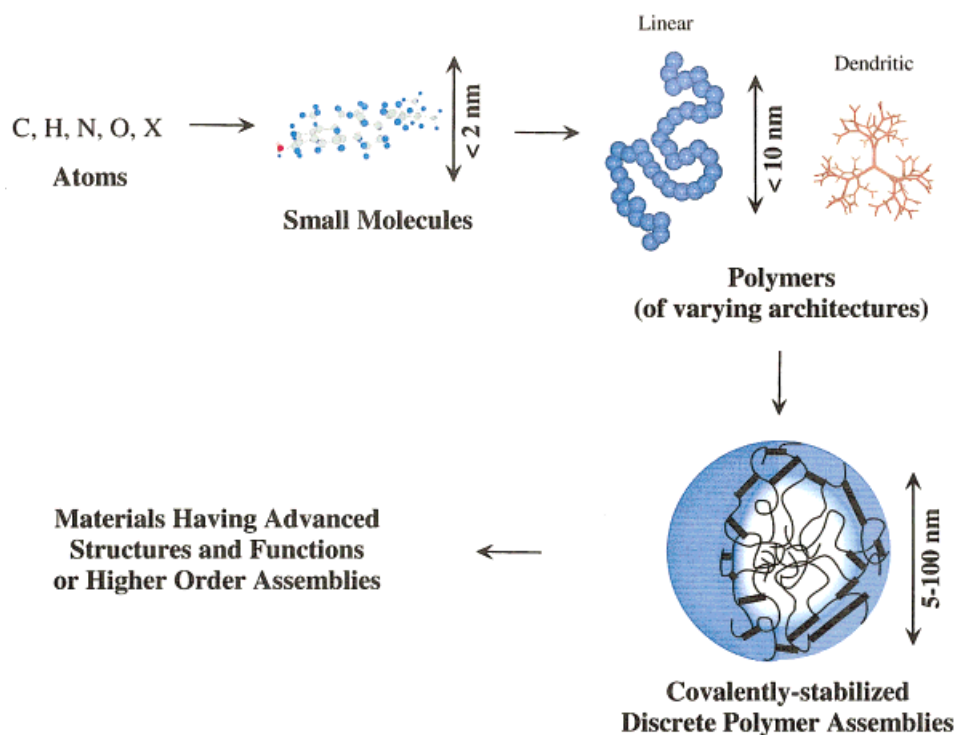 Linear
Dendritic
C, H, N, O, X
Atoms
< 2 nm
Small Molecules
< 10 nm
Polymers
(of varying architectures)
5-100 nm
Materials Having Advanced
Structures and Functions
or Higher Order Assemblies
Covalently-stabilized
Discrete Polymer Assemblies